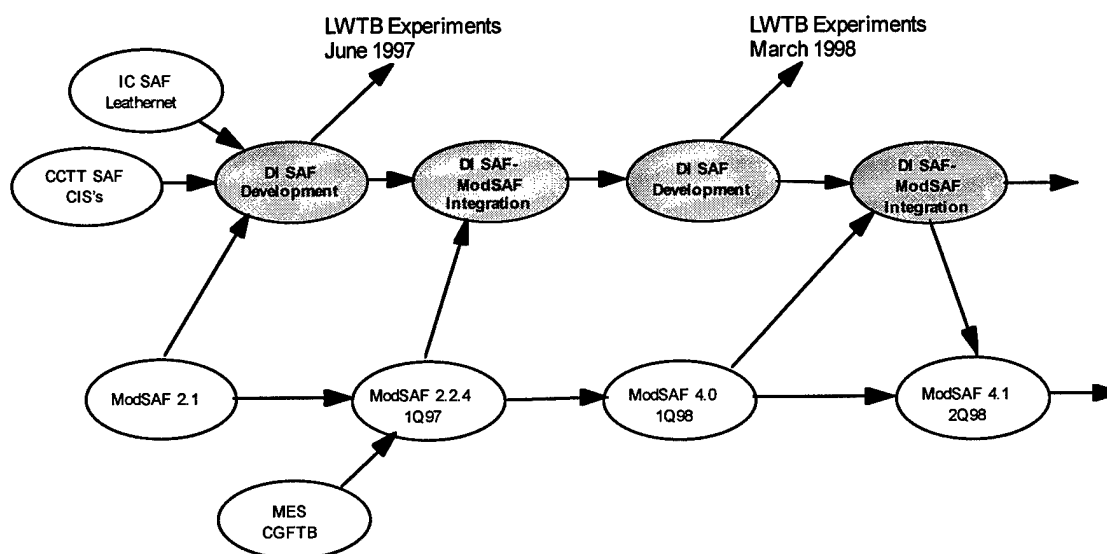 LWTB Experiments
June 1997
LWTB Experiments
March 1998
IC SAF
Leathernet
CCTT SAF
CIS's
DI SAF
Development
DI SAF-
ModSAF
Integration
DI SAF
Development
DI SAF-
ModSAF
Integration
ModSAF 2.1
ModSAF 2.2.4
1Q97
ModSAF 4.0
1Q98
ModSAF 4.1
2Q98
MES
CGFTB